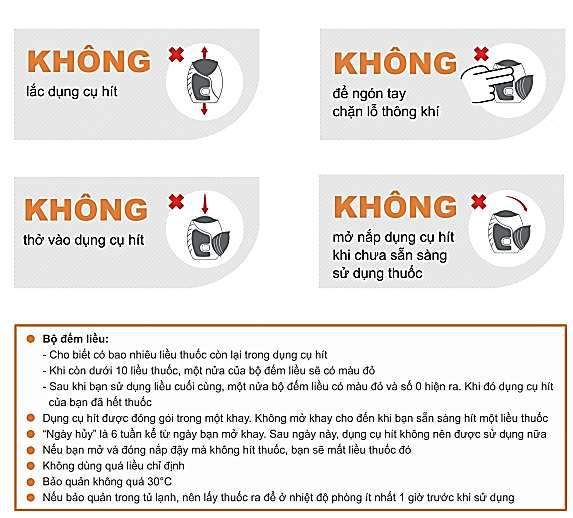 KHÔNG
lắc dụng cụ hít
KHÔNG
để ngón tay
chặn lỗ thông khí
KHÔNG
thở vào dụng cụ hít
KHÔNG
mở nắp dụng cụ hít
khi chưa sẵn sàng
sử dụng thuốc
Bộ đếm liều:
- Cho biết có bao nhiêu liều thuốc còn lại trong dụng cụ hít
- Khi còn dưới 10 liều thuốc, một nửa của bộ đếm liều sẽ có màu đỏ
- Sau khi bạn sử dụng liều cuối cùng, một nửa bộ đếm liều có màu đỏ và số 0 hiện ra. Khi đó dụng cụ hít
của bạn đã hết thuốc
Dụng cụ hít được đóng gói trong một khay. Không mở khay cho đến khi bạn sẵn sàng hít một liều thuốc
“Ngày hủy” là 6 tuần kể từ ngày bạn mở khay. Sau ngày này, dụng cụ hít không nên được sử dụng nữa
Nếu bạn mở và đóng nắp đậy mà không hít thuốc, bạn sẽ mất liều thuốc đó
Không dùng quá liều chỉ định
Bảo quản không quá 30°C
Nếu bảo quản trong tủ lạnh, nên lấy thuốc ra để ở nhiệt độ phòng ít nhất 1 giờ trước khi sử dụng